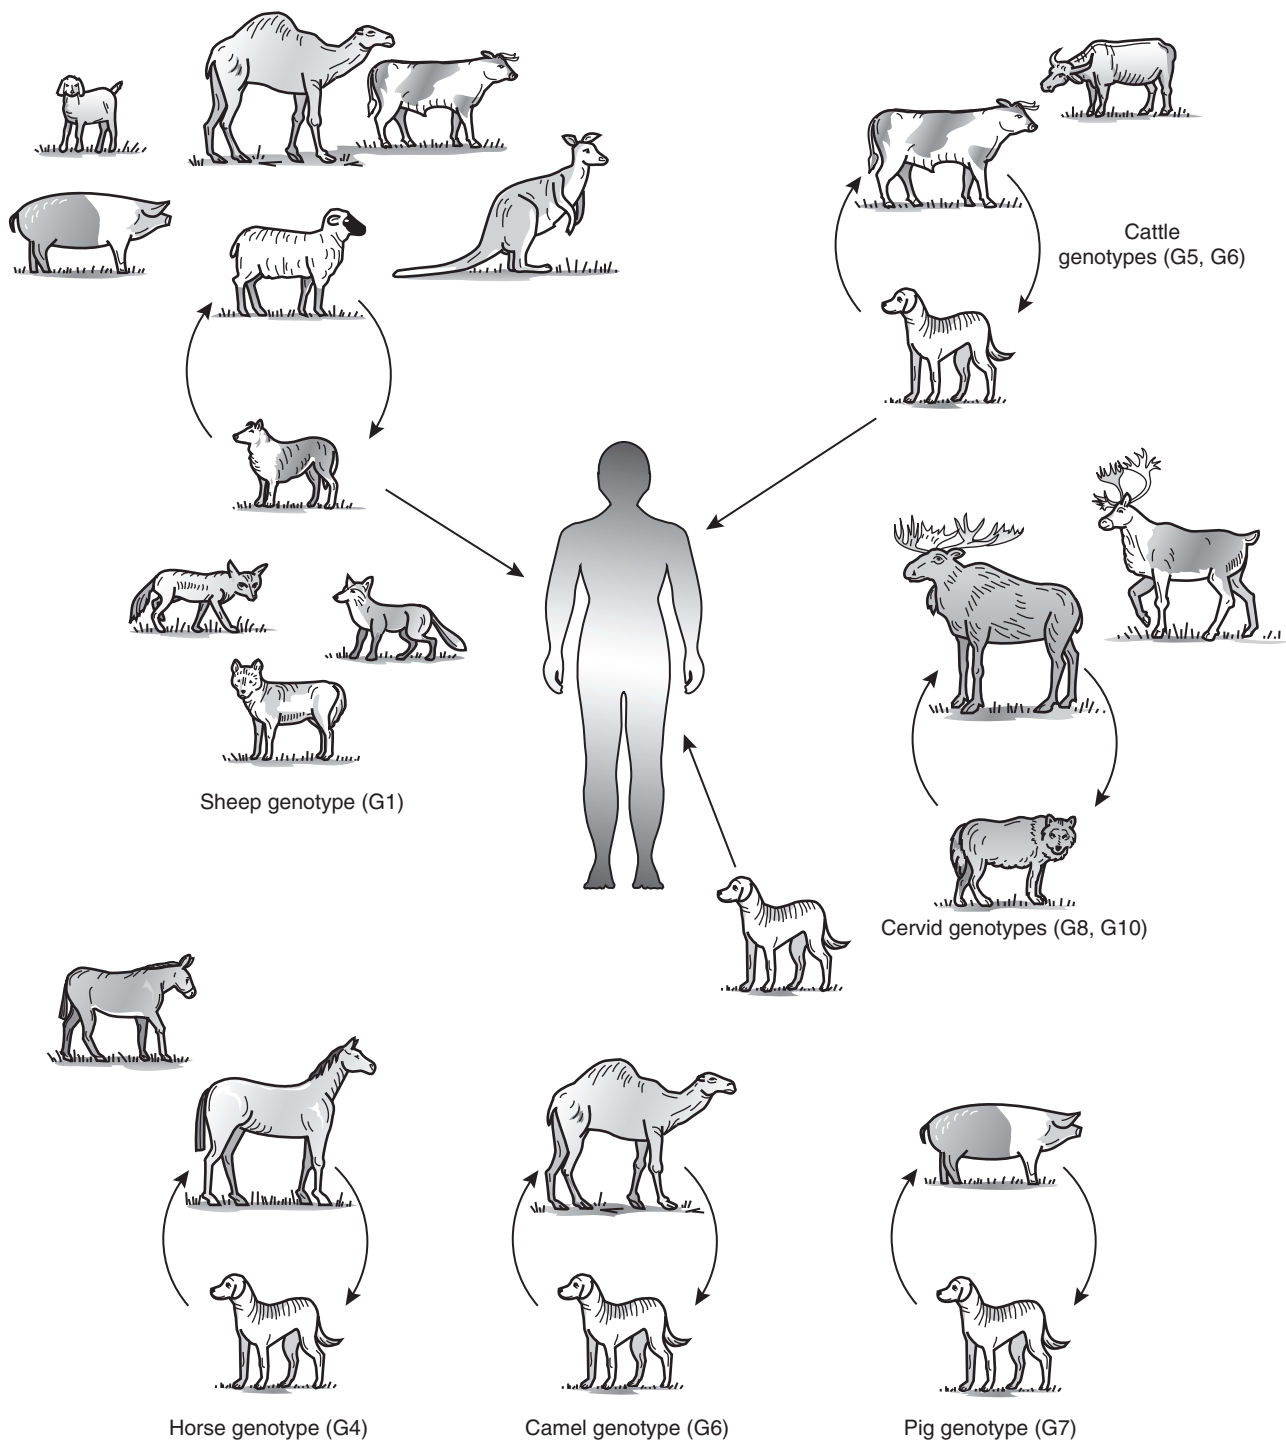 Cattle
genotypes (G5, G6)
Sheep genotype (G1)
Cervid genotypes (G8, G10)
Horse genotype (G4)
Camel genotype (G6)
Pig genotype (G7)